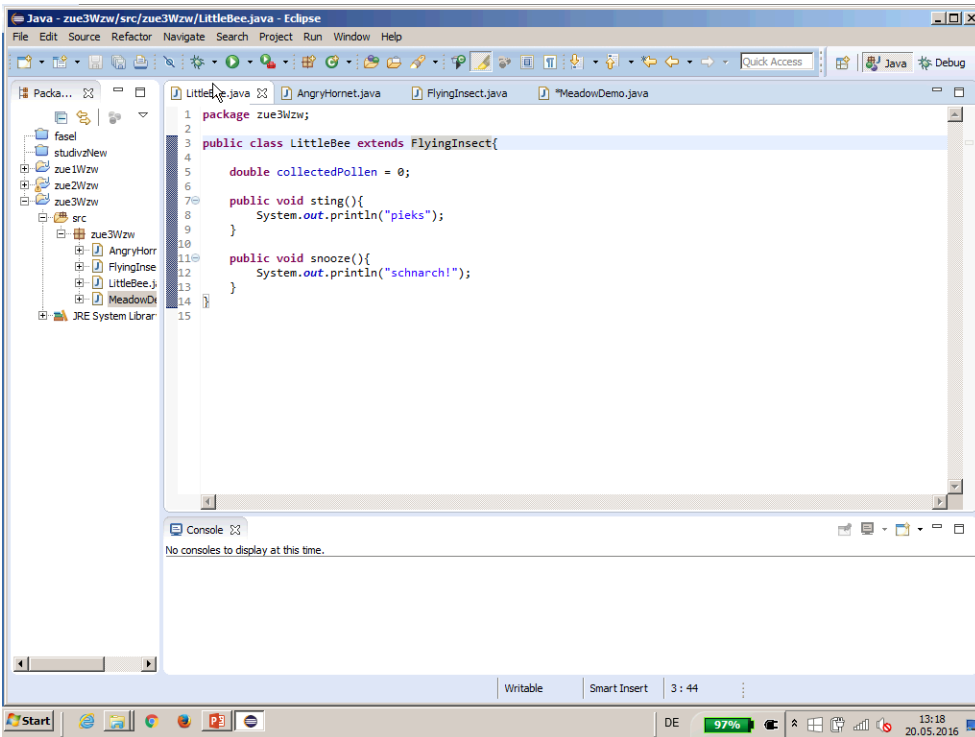 Java - zue3Wzw/src/zue3Wzw/LittleBee.java - Eclipse
File Edit Source Refactor Navigate Search Project Run Window Help
Quick Access Java Debug
Packa...
LittleBee.java AngryHornet.java FlyingInsect.java *MeadowDemo.java
fasel
studivzNew
zue1Wzw
zue2Wzw
zue3Wzw
src
zue3Wzw
AngryHorr
FlyingInse
LittleBee.j
MeadowDe
JRE System Librar
1 package zue3Wzw;
2
3 public class LittleBee extends FlyingInsect{
4
5 double collectedPollen = 0;
6
7 public void sting(){
8 System.out.println("pieks");
9 }
10
11 public void snooze(){
12 System.out.println("schnarch!");
13 }
14 }
15
Console
No consoles to display at this time.
Writable Smart Insert 3 : 44
Start DE 97% 13:18
20.05.2016